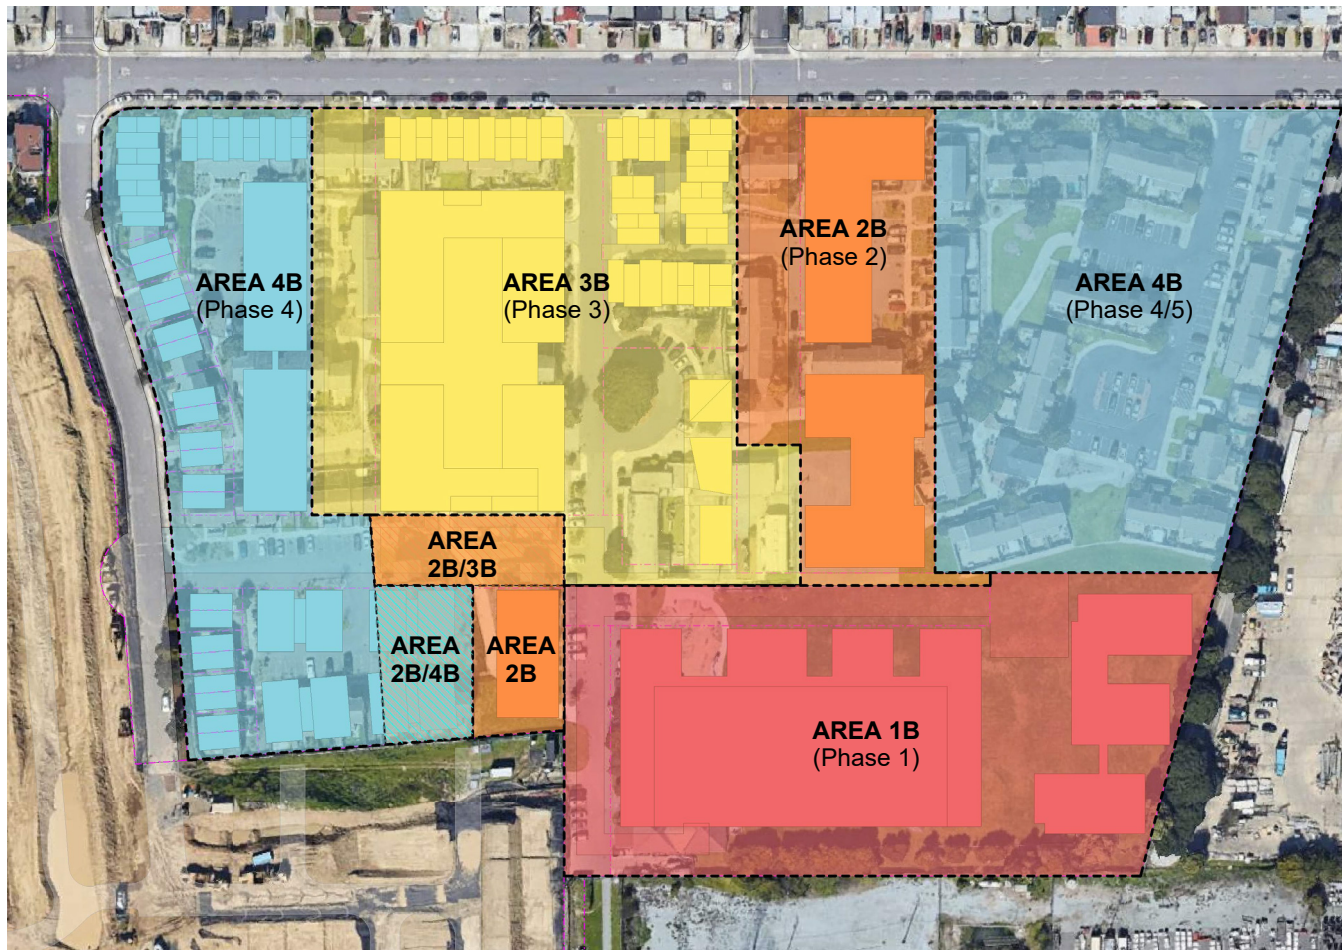 AREA 2B
(Phase 2)
AREA 4B
(Phase 4)
AREA 3B
(Phase 3)
AREA 4B
(Phase 4/5)
AREA
2B/3B
AREA
2B/4B
AREA
2B
AREA 1B
(Phase 1)